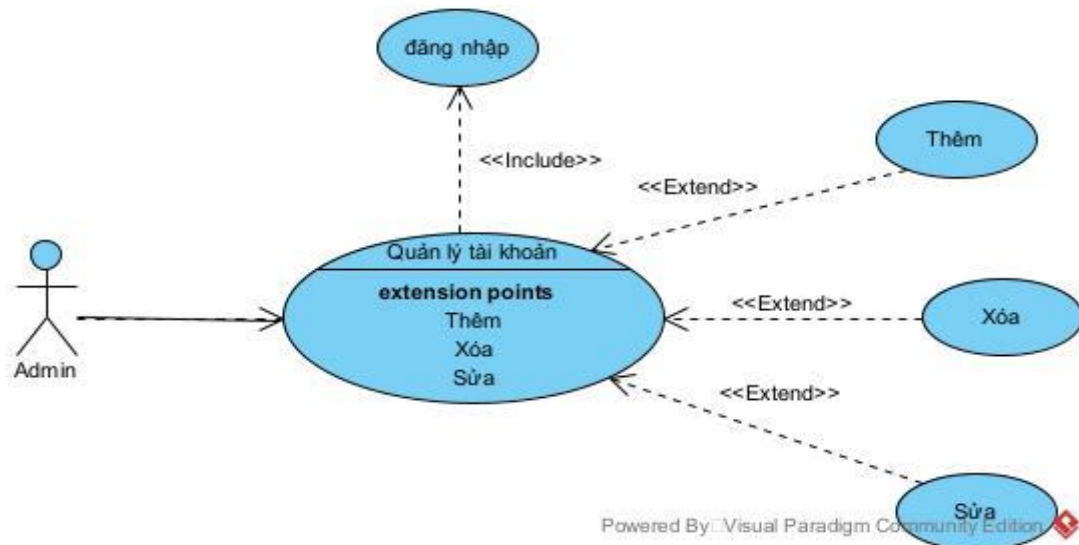 đăng nhập
Thêm
<<Include>>
<<Extend>>
Quản lý tài khoản
extension points
Thêm
Xóa
Sửa
<<Extend>>
Xóa
Admin
<<Extend>>
Sửa
Powered By Visual Paradigm Community Edition